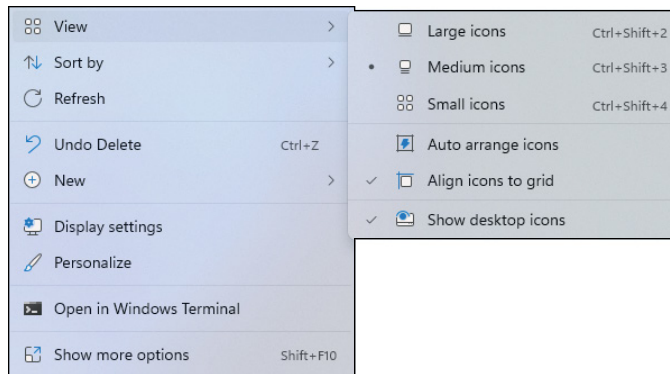 View
Sort by
Refresh
Undo Delete Ctrl+Z
New
Display settings
Personalize
Open in Windows Terminal
Show more options Shift+F10
Large icons Ctrl+Shift+2
Medium icons Ctrl+Shift+3
Small icons Ctrl+Shift+4
Auto arrange icons
Align icons to grid
Show desktop icons